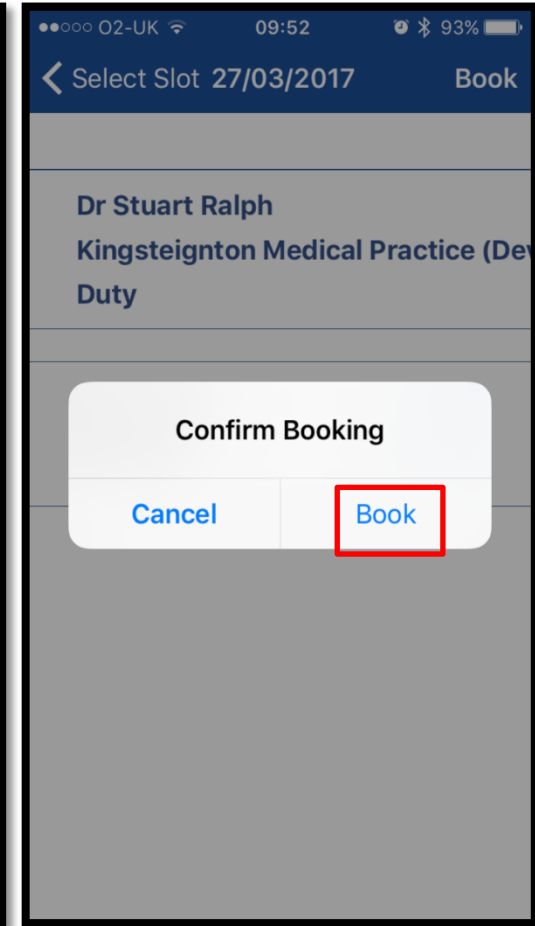 O2-UK 09:52 93%
Select Slot 27/03/2017 Book
Dr Stuart Ralph
Kingsteignton Medical Practice (Dev
Duty
Confirm Booking
Cancel Book